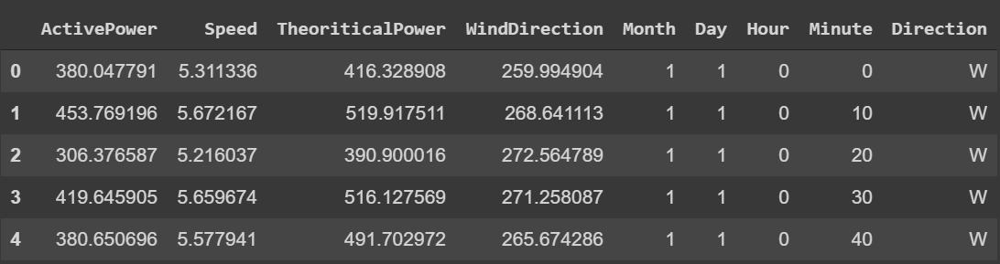 ActivePower Speed TheoriticalPower WindDirection Month Day Hour Minute Direction
0 380.047791 5.311336 416.328908 259.994904 1 1 0 0 W
1 453.769196 5.672167 519.917511 268.641113 1 1 0 10 W
2 306.376587 5.216037 390.900016 272.564789 1 1 0 20 W
3 419.645905 5.659674 516.127569 271.258087 1 1 0 30 W
4 380.650696 5.577941 491.702972 265.674286 1 1 0 40 W